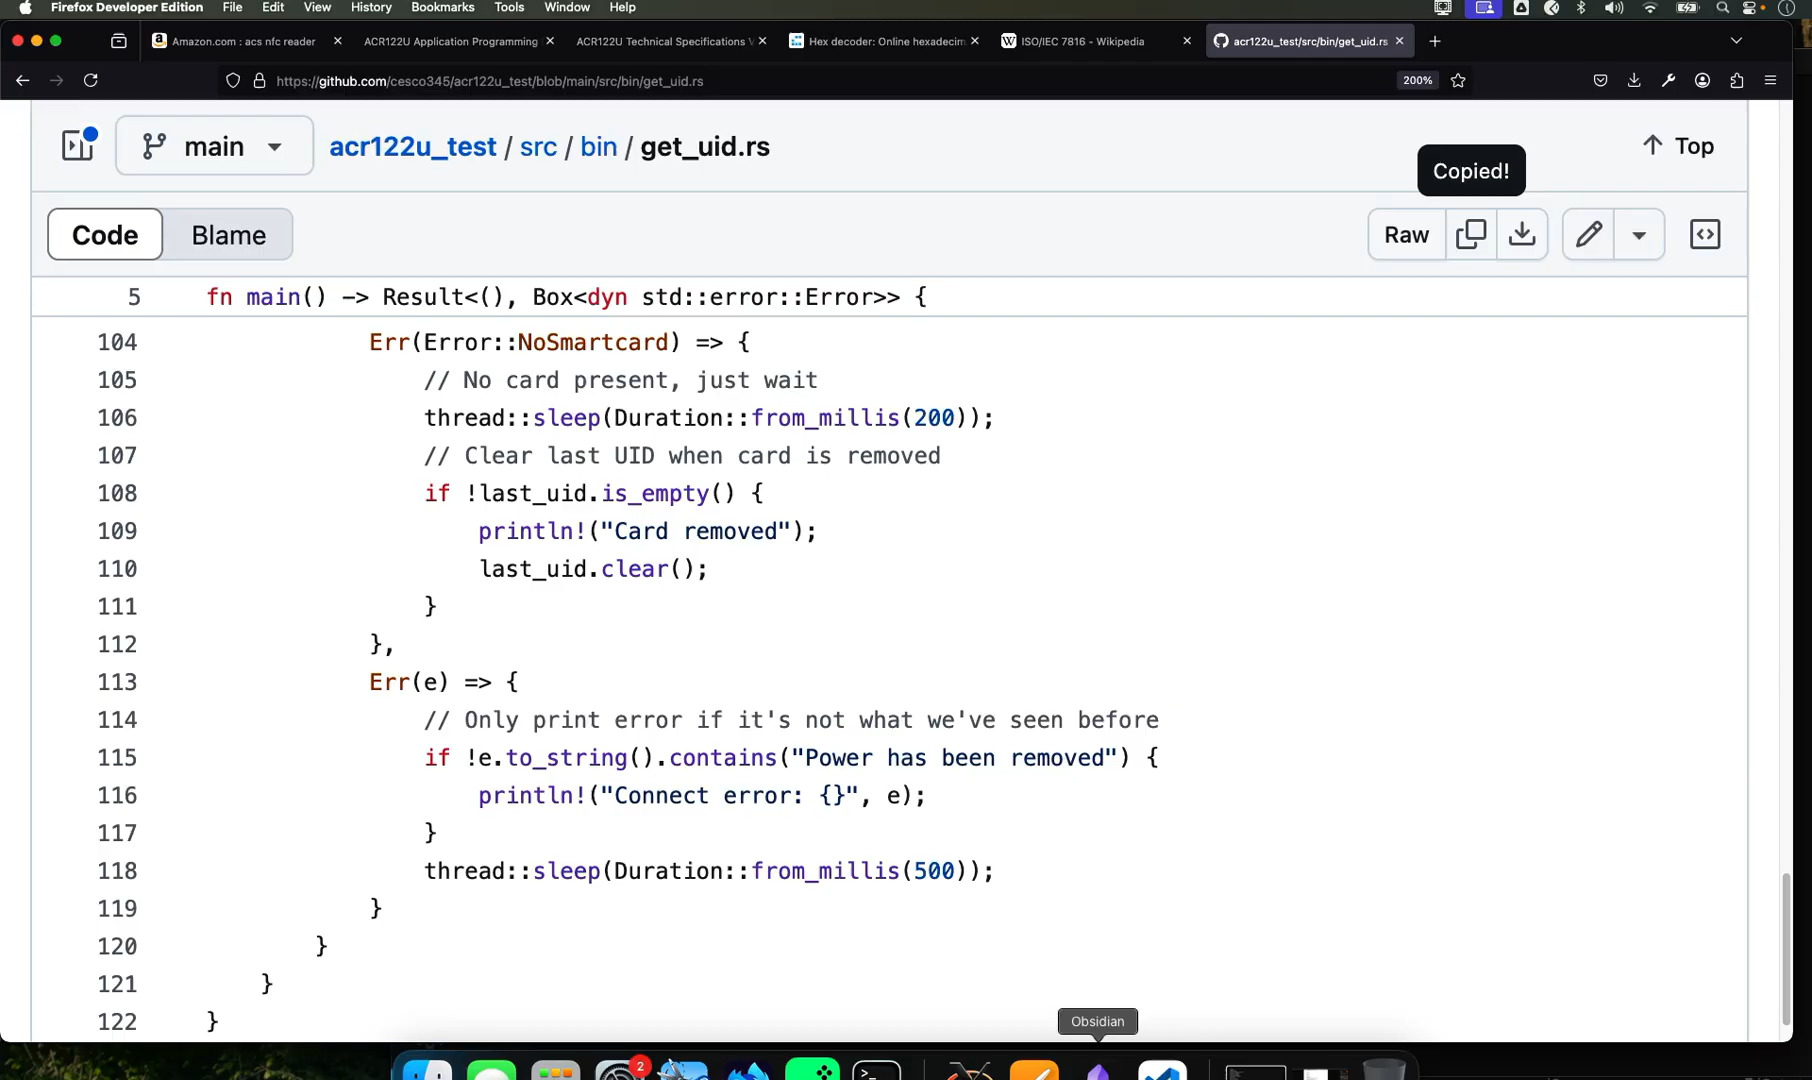 Firefox Developer Edition File Edit View History Bookmarks Tools Window Help
Amazon.com : acs nfc reader
ACR122U Application Programming
ACR122U Technical Specifications V
Hex decoder: Online hexadecim
ISO/IEC 7816 - Wikipedia
acr122u_test/src/bin/get_uid.rs
https://github.com/cesco345/acr122u_test/blob/main/src/bin/get_uid.rs
200%
main
acr122u_test / src / bin / get_uid.rs
Top
Copied!
Code
Blame
Raw
5 fn main() -> Result<(), Box<dyn std::error::Error>> {
104 Err(Error::NoSmartcard) => {
105 // No card present, just wait
106 thread::sleep(Duration::from_millis(200));
107 // Clear last UID when card is removed
108 if !last_uid.is_empty() {
109 println!("Card removed");
110 last_uid.clear();
111 }
112 },
113 Err(e) => {
114 // Only print error if it's not what we've seen before
115 if !e.to_string().contains("Power has been removed") {
116 println!("Connect error: {}", e);
117 }
118 thread::sleep(Duration::from_millis(500));
119 }
120 }
121 }
122 }
Obsidian
2